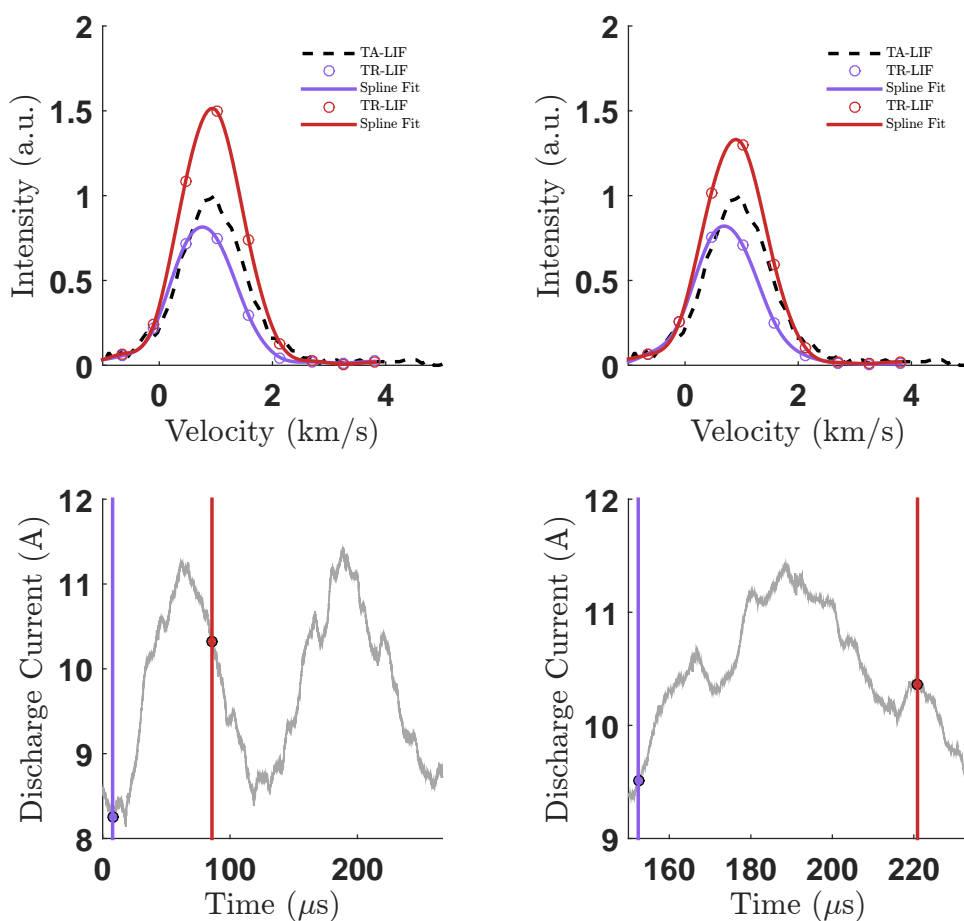 2
1.5
1
0.5
0
Intensity (a.u.)
0 2 4
Velocity (km/s)
TA-LIF
TR-LIF
Spline Fit
TR-LIF
Spline Fit
2
1.5
1
0.5
0
Intensity (a.u.)
0 2 4
Velocity (km/s)
TA-LIF
TR-LIF
Spline Fit
TR-LIF
Spline Fit
12
11
10
9
8
Discharge Current (A)
0 100 200
Time (μs)
12
11
10
9
Discharge Current (A)
160 180 200 220
Time (μs)